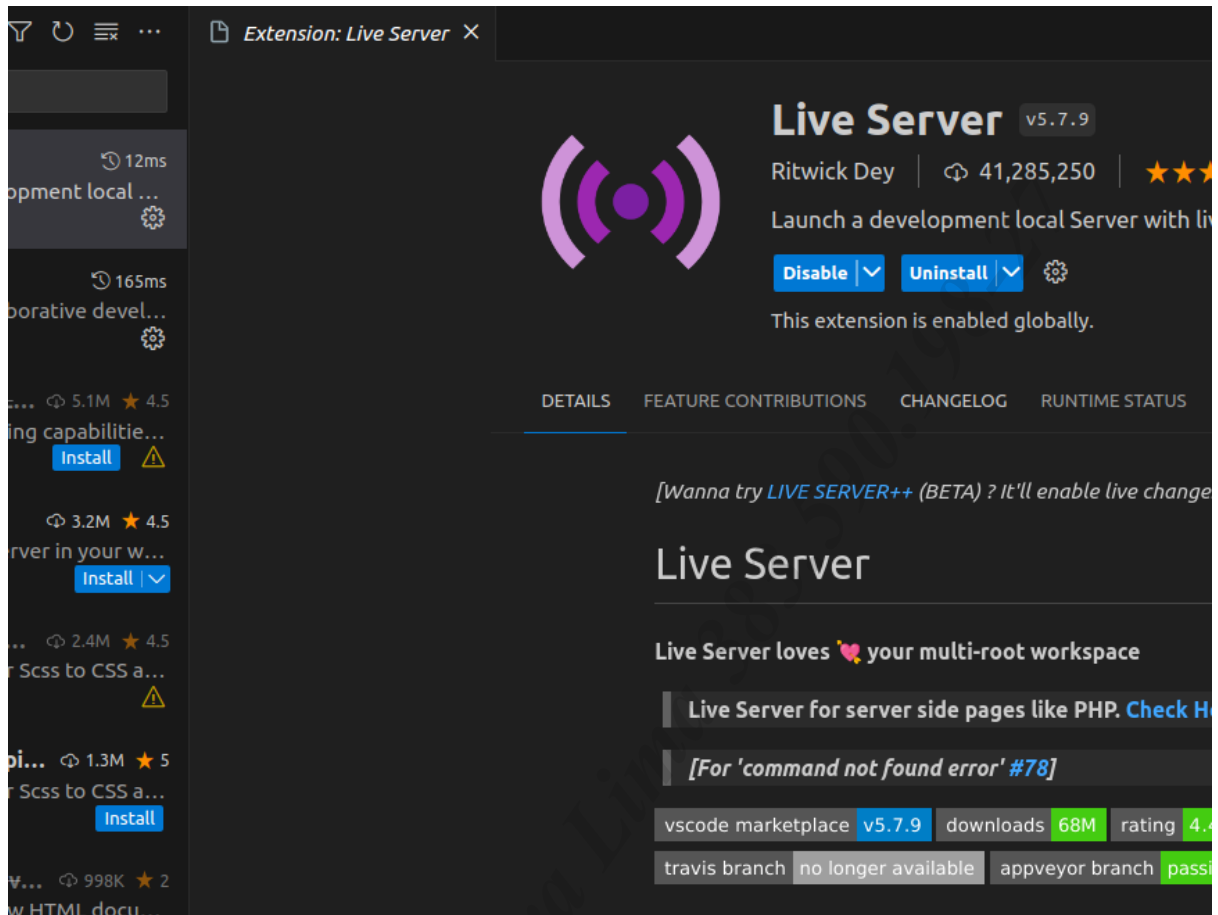 Extension: Live Server
12ms
opment local ...
165ms
borative devel...
5.1M 4.5
ing capabilitie...
Install
3.2M 4.5
rver in your w...
Install
2.4M 4.5
r Scss to CSS a...
pi... 1.3M 5
r Scss to CSS a...
Install
v... 998K 2
w HTML docu...
Live Server v5.7.9
Ritwick Dey 41,285,250
Launch a development local Server with liv
Disable Uninstall
This extension is enabled globally.
DETAILS FEATURE CONTRIBUTIONS CHANGELOG RUNTIME STATUS
[Wanna try LIVE SERVER++ (BETA) ? It'll enable live change
Live Server
Live Server loves 💘 your multi-root workspace
Live Server for server side pages like PHP. Check H
[For 'command not found error' #78]
vscode marketplace v5.7.9 downloads 68M rating 4.4
travis branch no longer available appveyor branch passi